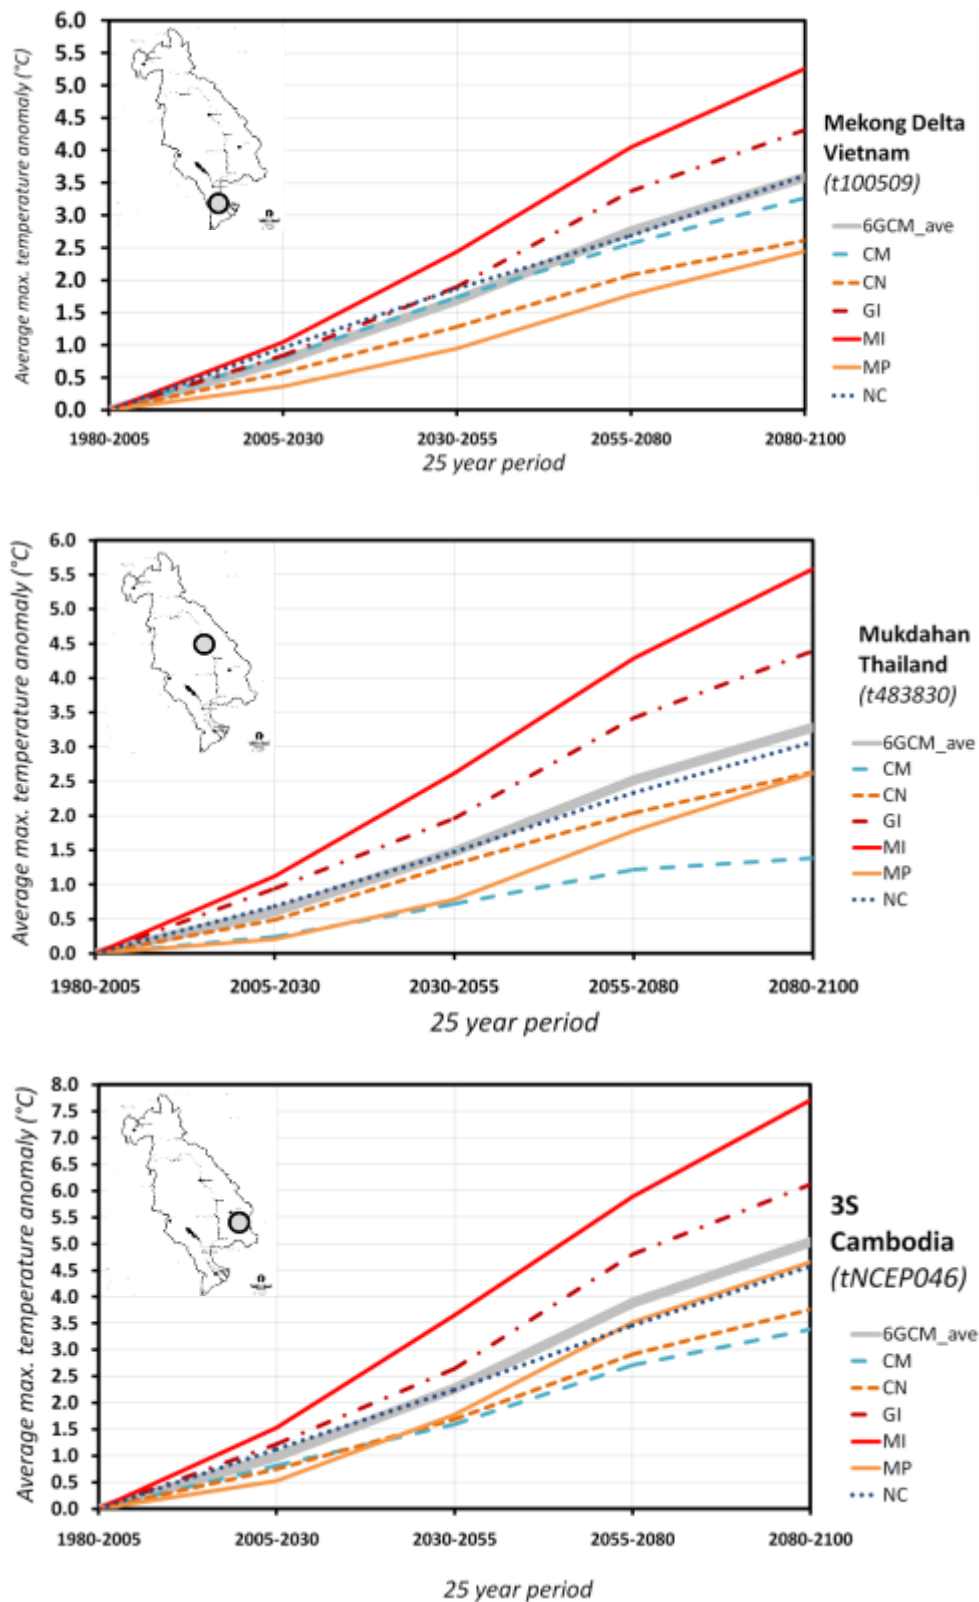 Average max. temperature anomaly (°C)
6.0
5.5
5.0
4.5
4.0
3.5
3.0
2.5
2.0
1.5
1.0
0.5
0.0
1980-2005 2005-2030 2030-2055 2055-2080 2080-2100
25 year period
Mekong Delta
Vietnam
(t100509)
6GCM_ave
CM
CN
GI
MI
MP
NC
Average max. temperature anomaly (°C)
6.0
5.5
5.0
4.5
4.0
3.5
3.0
2.5
2.0
1.5
1.0
0.5
0.0
1980-2005 2005-2030 2030-2055 2055-2080 2080-2100
25 year period
Mukdahan
Thailand
(t483830)
6GCM_ave
CM
CN
GI
MI
MP
NC
Average max. temperature anomaly (°C)
8.0
7.5
7.0
6.5
6.0
5.5
5.0
4.5
4.0
3.5
3.0
2.5
2.0
1.5
1.0
0.5
0.0
1980-2005 2005-2030 2030-2055 2055-2080 2080-2100
25 year period
3S
Cambodia
(tNCEP046)
6GCM_ave
CM
CN
GI
MI
MP
NC